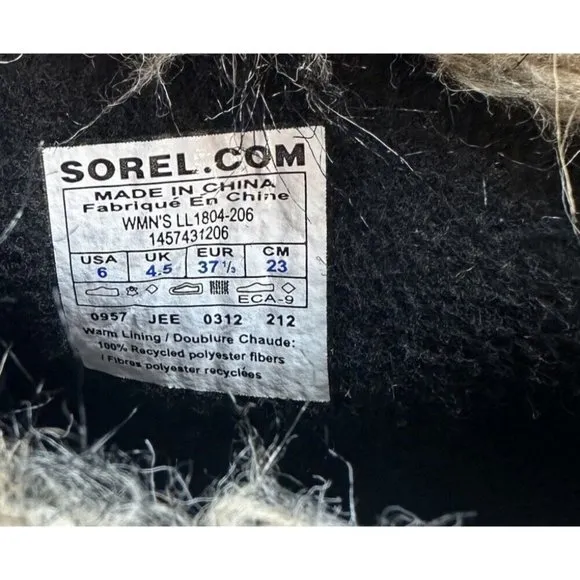 SOREL.COM
MADE IN CHINA
Fabriqué En Chine
WMN'S LL1804-206
1457431206
USA UK EUR CM
6 4.5 37 1/3 23
ECA-9
0957 JEE 0312 212
Warm Lining / Doublure Chaude:
100% Recycled polyester fibers
/ Fibres polyester recyclées